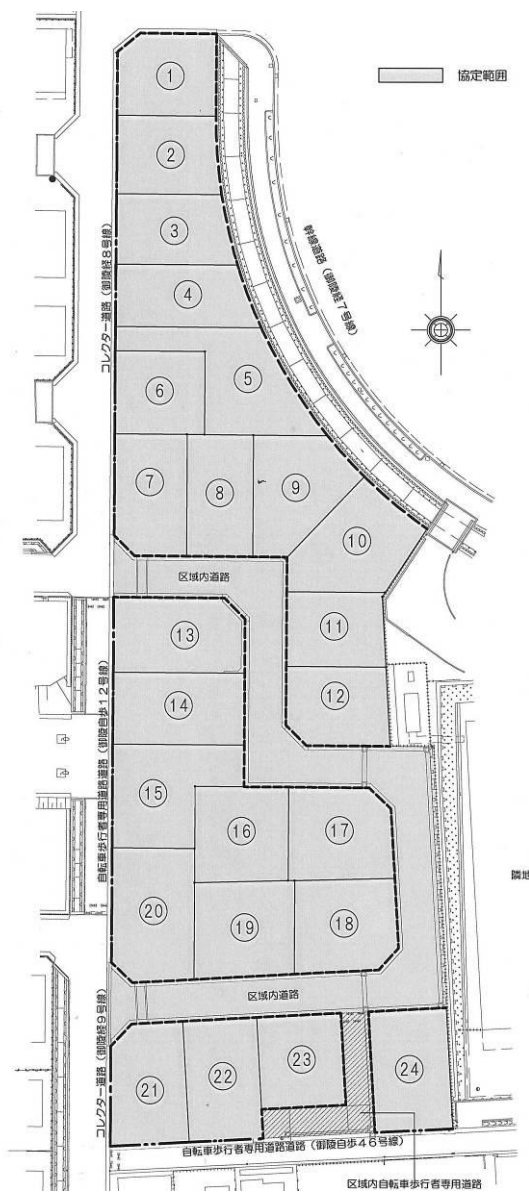 協定範囲
1
2
3
4
5
6
7
8
9
10
11
12
13
14
15
16
17
18
19
20
21
22
23
24
コレクター道路（御陵経8号線）
幹線道路（御陵経7号線）
区域内道路
自転車歩行者専用道路道路（御陵自歩12号線）
隣地
区域内道路
コレクター道路（御陵経9号線）
自転車歩行者専用道路道路（御陵自歩46号線）
区域内自転車歩行者専用道路